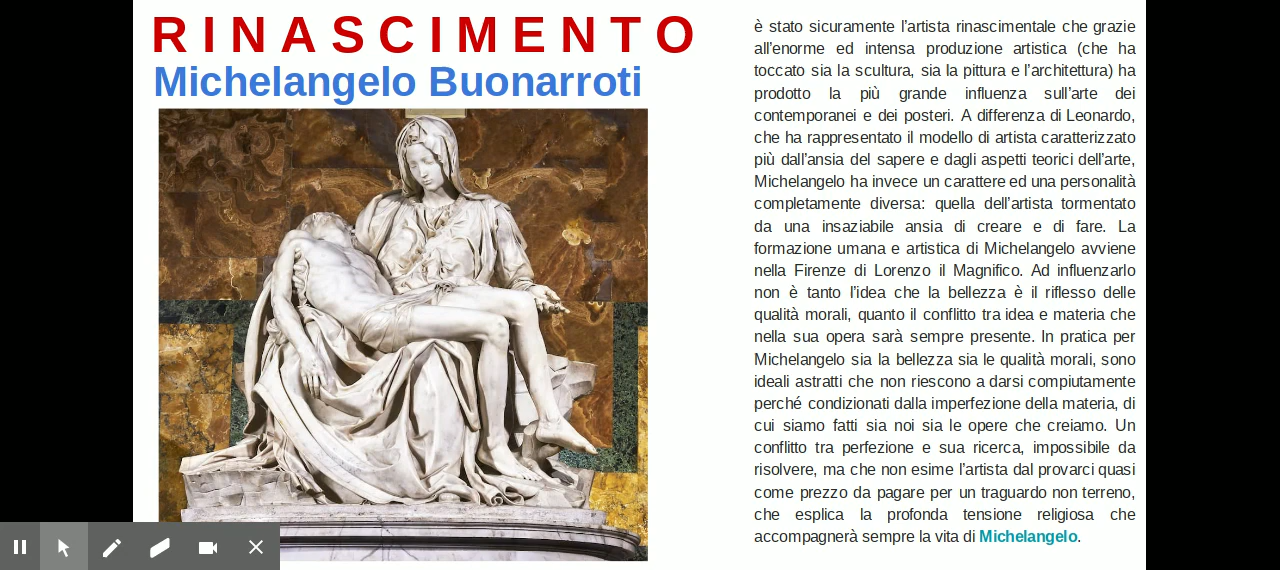 RINASCIMENTO
Michelangelo Buonarroti
è stato sicuramente l'artista rinascimentale che grazie
all'enorme ed intensa produzione artistica (che ha
toccato sia la scultura, sia la pittura e l'architettura) ha
prodotto la più grande influenza sull'arte dei
contemporanei e dei posteri. A differenza di Leonardo,
che ha rappresentato il modello di artista caratterizzato
più dall'ansia del sapere e dagli aspetti teorici dell'arte,
Michelangelo ha invece un carattere ed una personalità
completamente diversa: quella dell'artista tormentato
da una insaziabile ansia di creare e di fare. La
formazione umana e artistica di Michelangelo avviene
nella Firenze di Lorenzo il Magnifico. Ad influenzarlo
non è tanto l'idea che la bellezza è il riflesso delle
qualità morali, quanto il conflitto tra idea e materia che
nella sua opera sarà sempre presente. In pratica per
Michelangelo sia la bellezza sia le qualità morali, sono
ideali astratti che non riescono a darsi compiutamente
perché condizionati dalla imperfezione della materia, di
cui siamo fatti sia noi sia le opere che creiamo. Un
conflitto tra perfezione e sua ricerca, impossibile da
risolvere, ma che non esime l'artista dal provarci quasi
come prezzo da pagare per un traguardo non terreno,
che esplica la profonda tensione religiosa che
accompagnerà sempre la vita di Michelangelo.